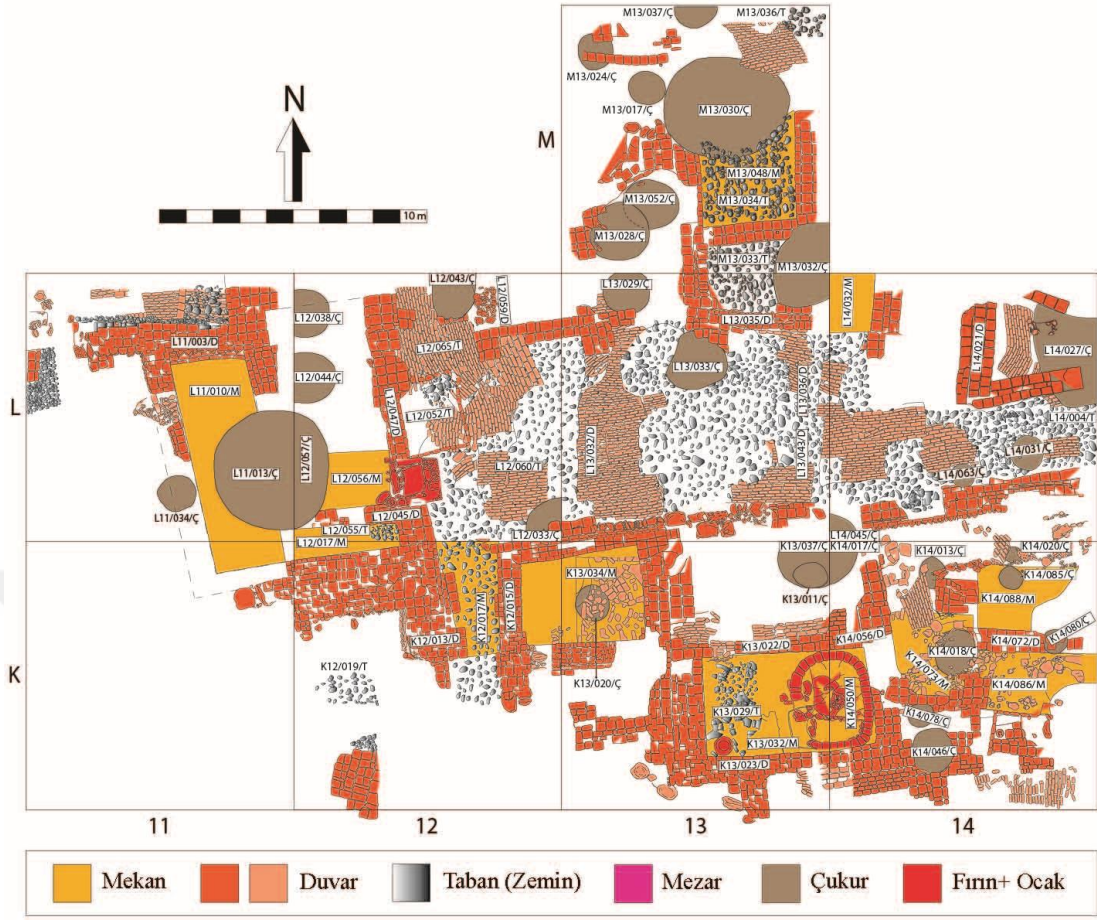 M13/037/Ç
M13/036/T
M13/024/Ç
M13/017/Ç
M13/030/Ç
N
M
10 m
M13/048/M
M13/034/T
M13/052/Ç
M13/028/Ç
M13/033/T
M13/032/Ç
L12/043/Ç
L12/059/D
L13/029/Ç
L14/032/M
L12/038/Ç
L13/035/D
L14/021/D
L14/027/Ç
L11/003/D
L12/065/T
L13/033/Ç
L12/044/Ç
L11/010/M
L13/036/D
L
L12/047/D
L12/052/T
L14/004/T
L11/013/Ç
L12/067/Ç
L12/056/M
L12/060/T
L13/032/D
L13/043/D
L14/031/Ç
L14/063/Ç
L11/034/Ç
L12/045/D
L12/055/T
L12/033/Ç
L14/045/Ç
L12/017/M
K13/037/Ç
K14/017/Ç
K14/013/Ç
K14/020/Ç
K13/034/M
K13/011/Ç
K14/085/Ç
K14/088/M
K12/017/M
K12/015/D
K12/013/D
K13/022/D
K14/056/D
K14/072/D
K14/080/Ç
K14/018/Ç
K
K12/019/T
K13/020/Ç
K14/073/M
K14/086/M
K13/029/T
K14/050/M
K14/078/Ç
K13/032/M
K14/046/Ç
K13/023/D
11 12 13 14
Mekan Duvar Taban (Zemin) Mezar Çukur Fırın+ Ocak